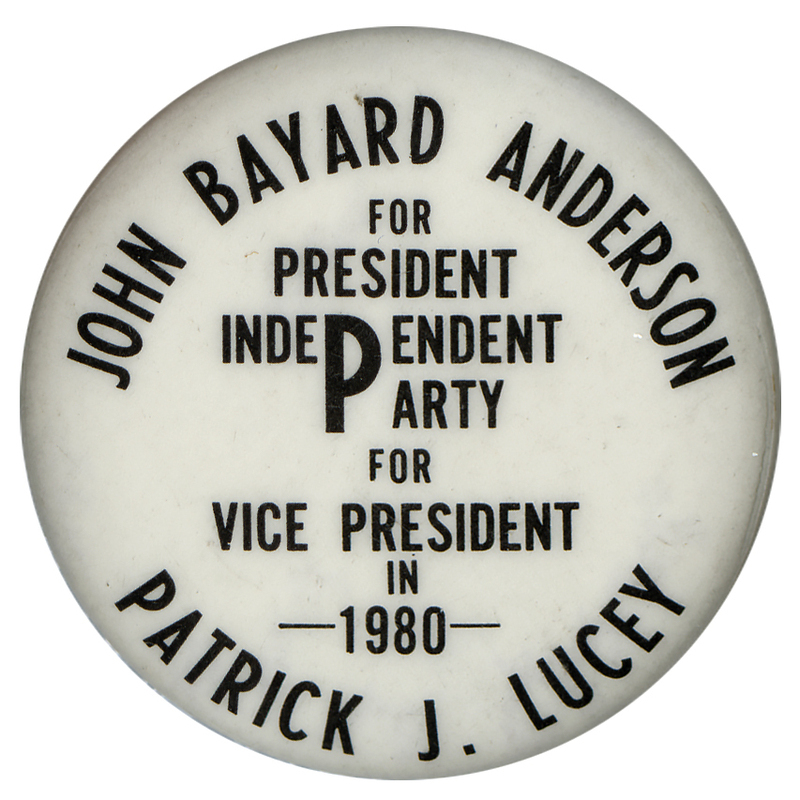 JOHN BAYARD ANDERSON
FOR
PRESIDENT
INDEPENDENT
PARTY
FOR
VICE PRESIDENT
IN
—1980—
PATRICK J. LUCEY